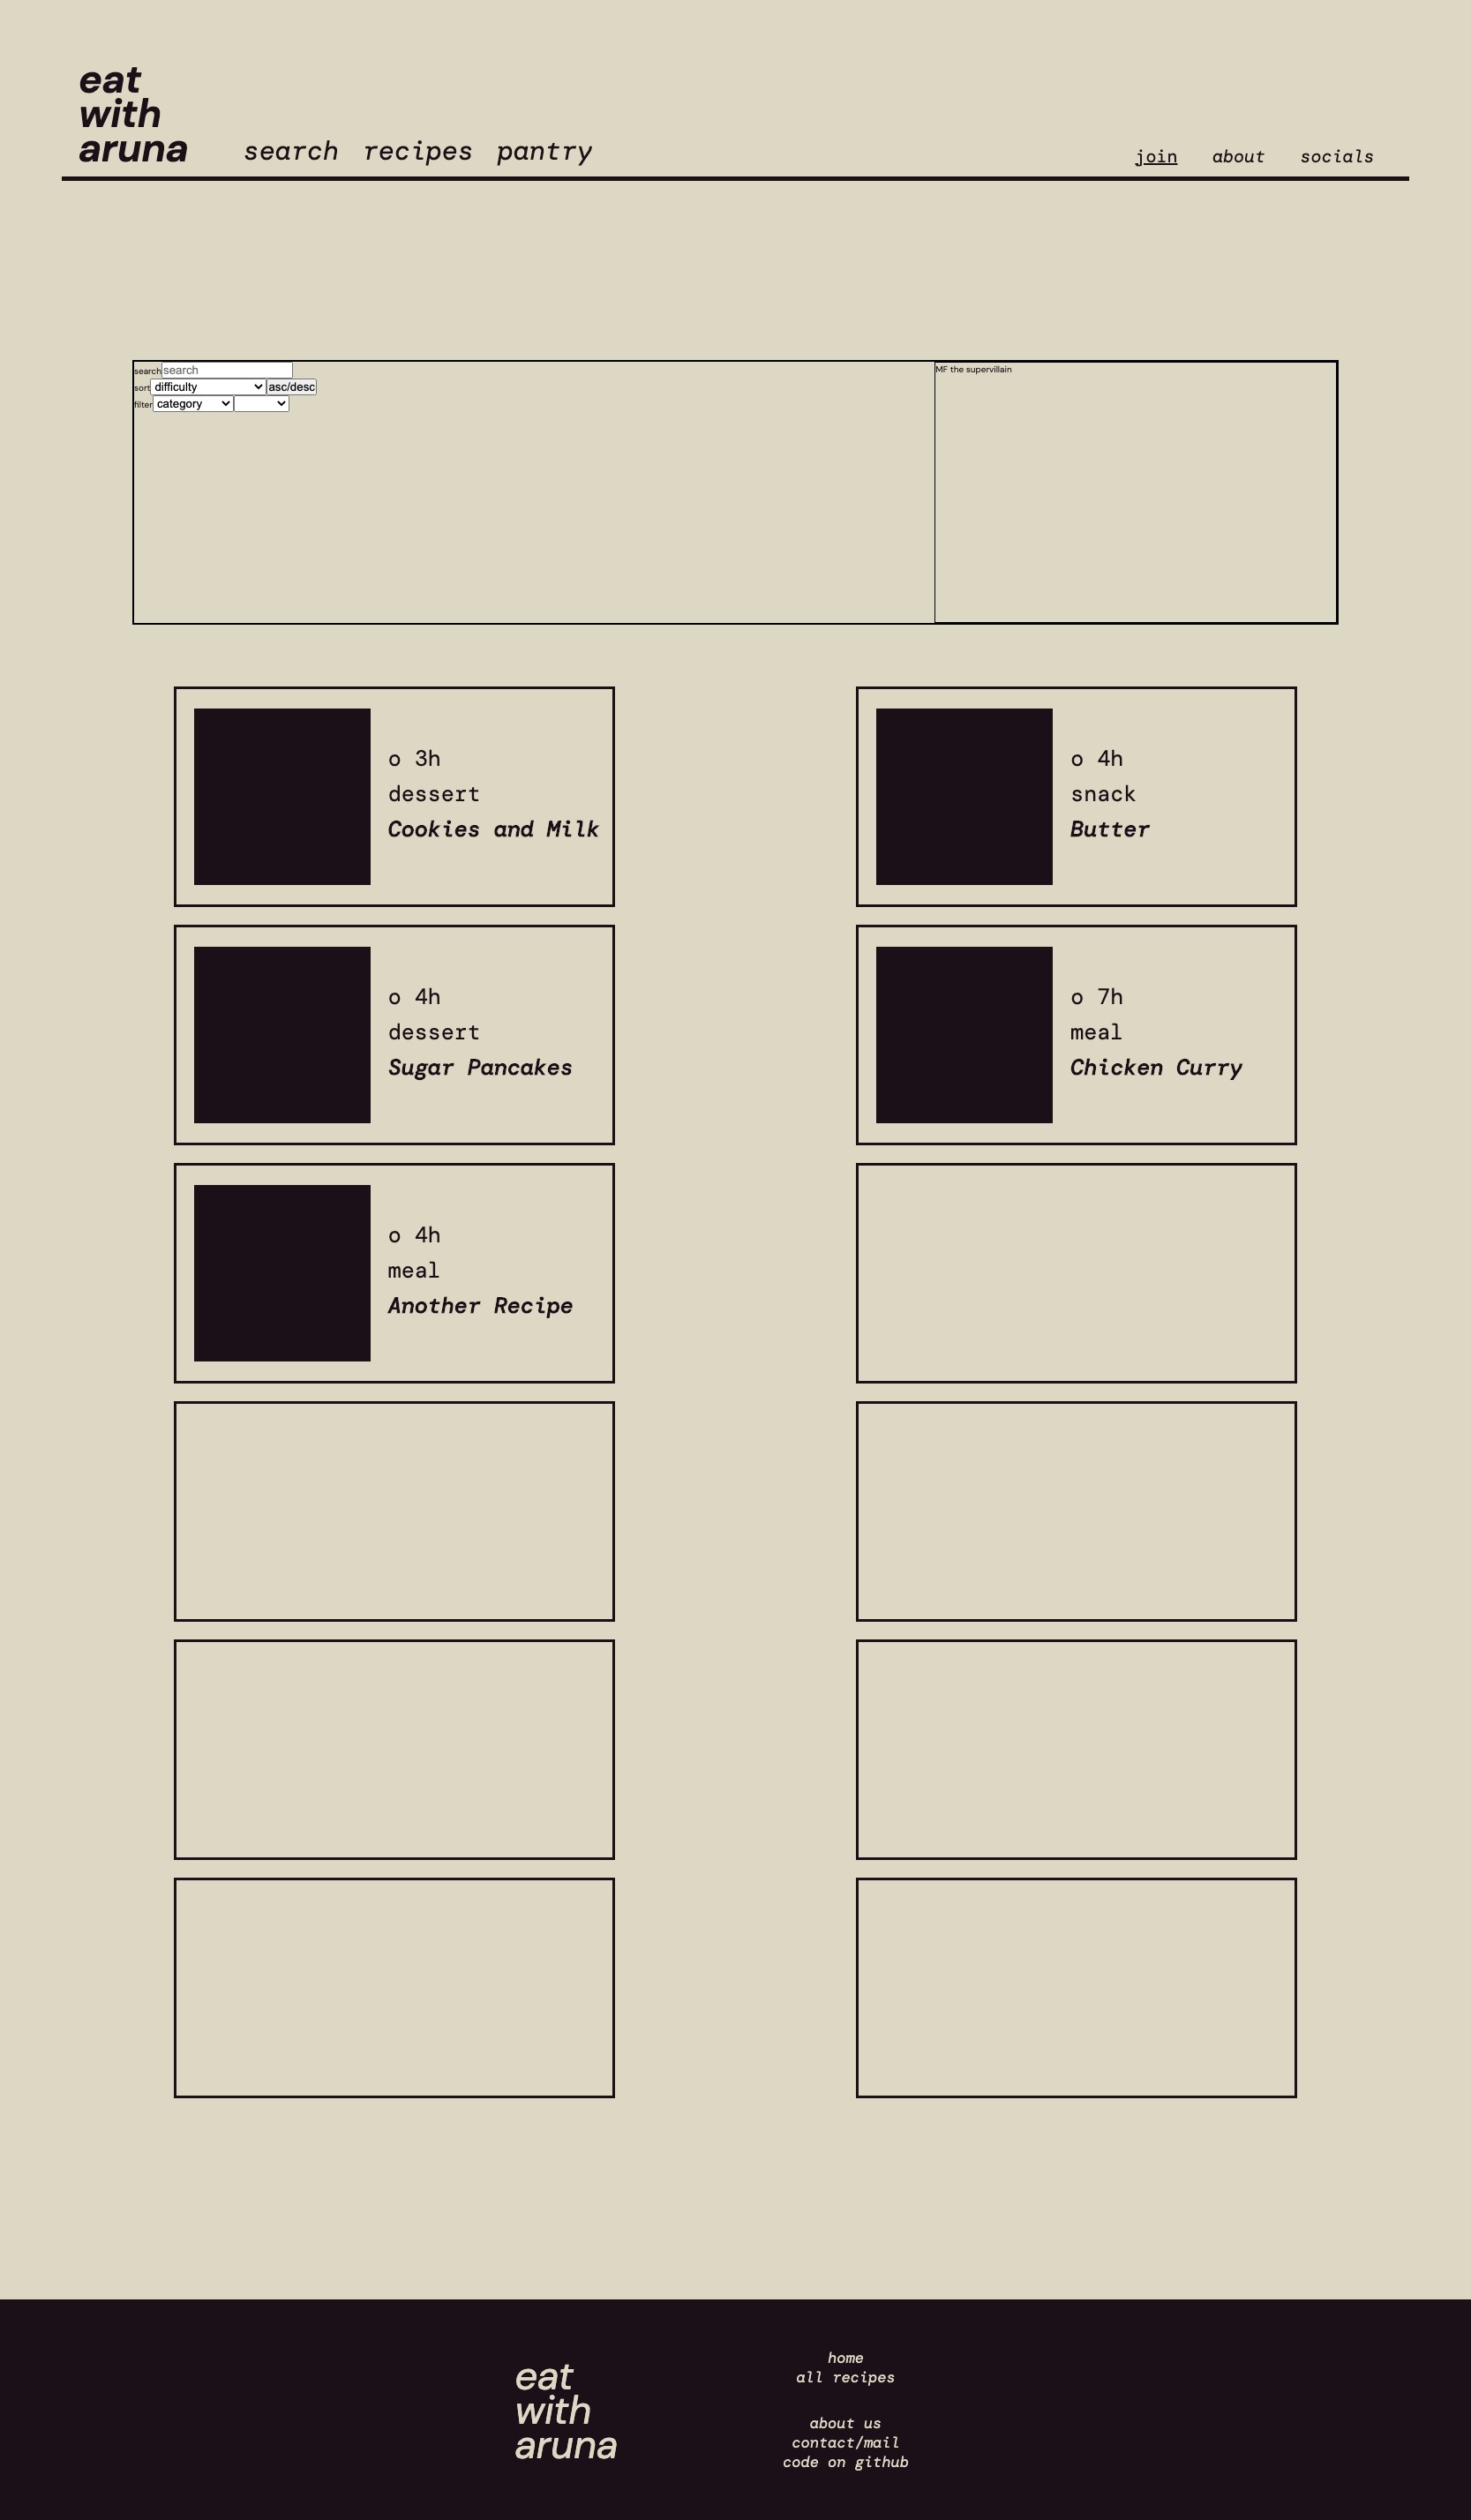 eat
with
aruna
search recipes pantry
join about socials
search search
sort difficulty asc/desc
filter category
MF the supervillain
o 3h
dessert
Cookies and Milk
o 4h
snack
Butter
o 4h
dessert
Sugar Pancakes
o 7h
meal
Chicken Curry
o 4h
meal
Another Recipe
eat
with
aruna
home
all recipes
about us
contact/mail
code on github